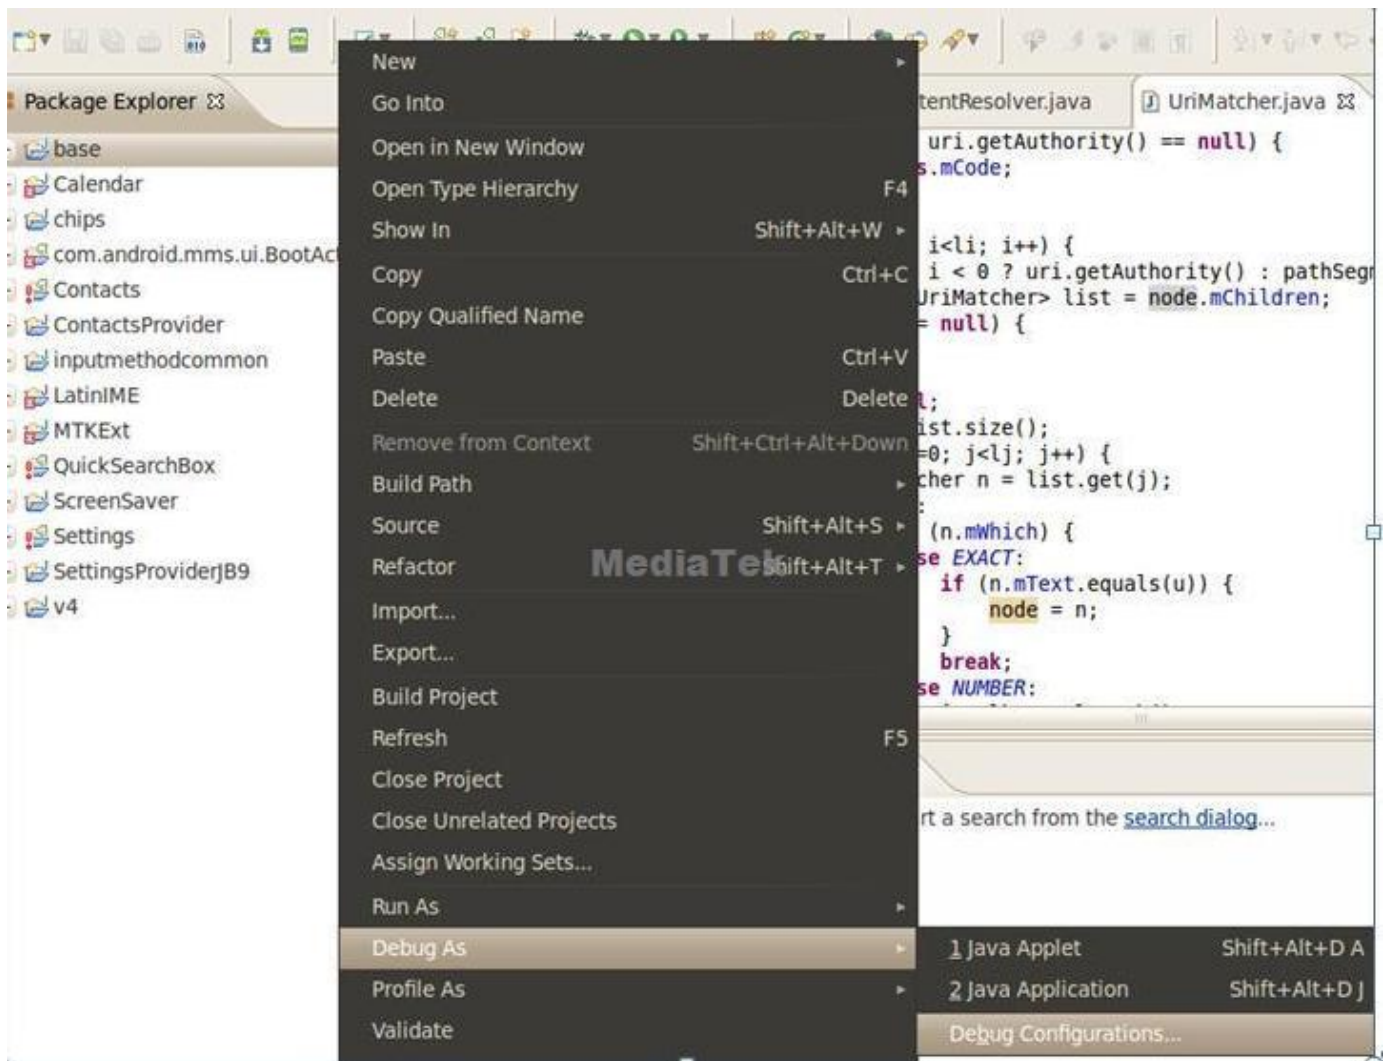 Package Explorer
base
Calendar
chips
com.android.mms.ui.BootAc
Contacts
ContactsProvider
inputmethodcommon
LatinIME
MTKExt
QuickSearchBox
ScreenSaver
Settings
SettingsProviderJB9
v4
New
Go Into
Open in New Window
Open Type Hierarchy F4
Show In Shift+Alt+W
Copy Ctrl+C
Copy Qualified Name
Paste Ctrl+V
Delete Delete
Remove from Context Shift+Ctrl+Alt+Down
Build Path
Source Shift+Alt+S
Refactor Shift+Alt+T
MediaTek
Import...
Export...
Build Project
Refresh F5
Close Project
Close Unrelated Projects
Assign Working Sets...
Run As
Debug As
Profile As
Validate
1 Java Applet Shift+Alt+D A
2 Java Application Shift+Alt+D J
Debug Configurations...
tentResolver.java UriMatcher.java
uri.getAuthority() == null) {
s.mCode;
i<li; i++) {
i < 0 ? uri.getAuthority() : pathSegm
UriMatcher> list = node.mChildren;
= null) {
l;
ist.size();
=0; j<lj; j++) {
cher n = list.get(j);
:
(n.mWhich) {
se EXACT:
if (n.mText.equals(u)) {
node = n;
}
break;
se NUMBER:
rt a search from the search dialog...